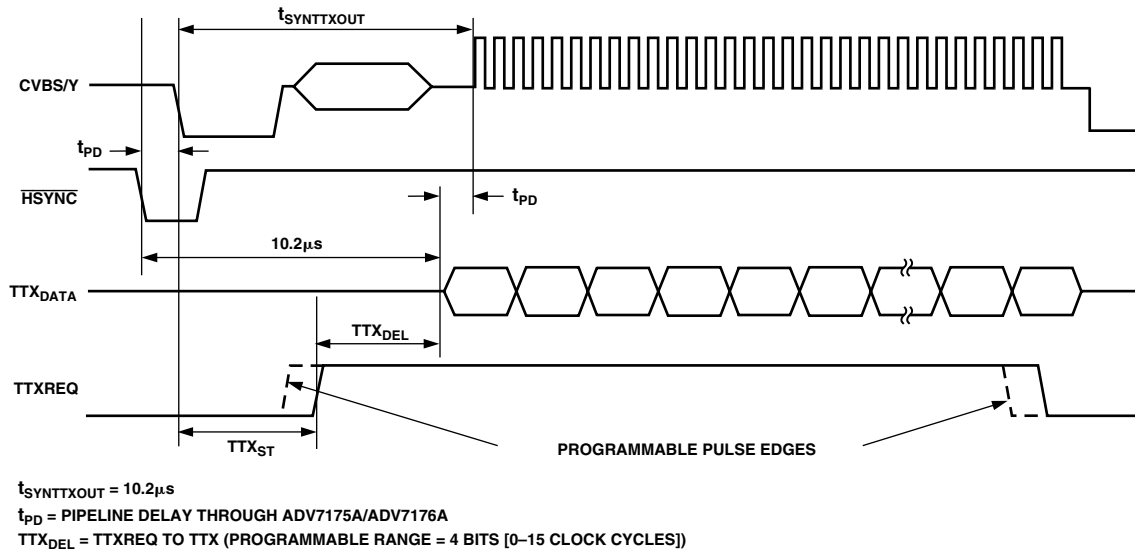 tSYNTTXOUT
CVBS/Y
tPD
HSYNC
tPD
10.2µs
TTXDATA
TTXDEL
TTXREQ
TTXST
PROGRAMMABLE PULSE EDGES
tSYNTTXOUT = 10.2µs
tPD = PIPELINE DELAY THROUGH ADV7175A/ADV7176A
TTXDEL = TTXREQ TO TTX (PROGRAMMABLE RANGE = 4 BITS [0–15 CLOCK CYCLES])